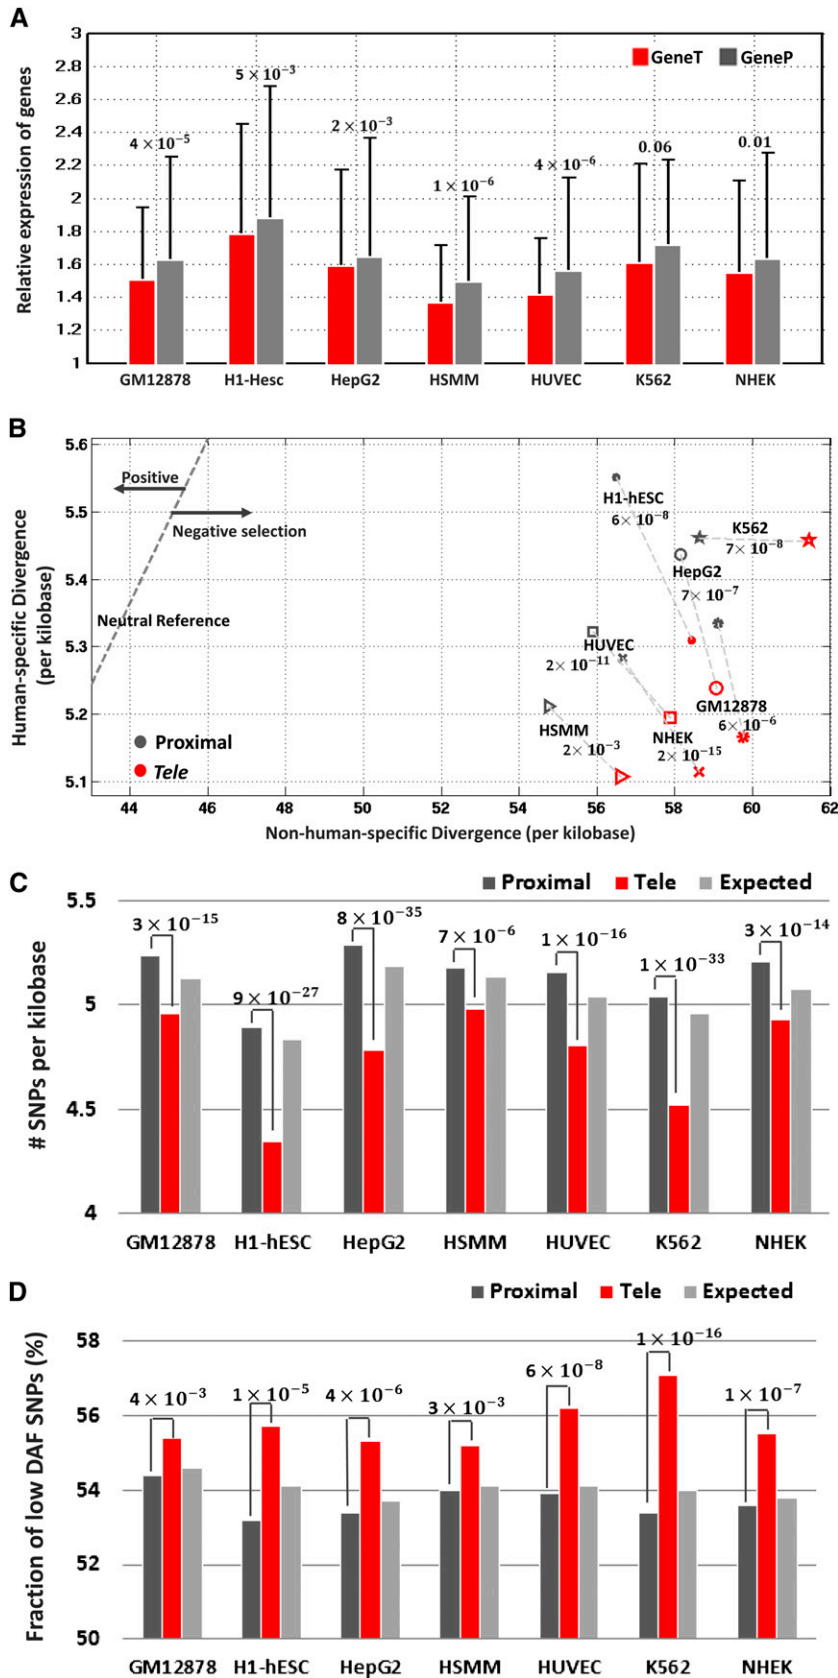 A
Relative expression of genes
3
2.8
2.6
2.4
2.2
2
1.8
1.6
1.4
1.2
1
GeneT GeneP
4 × 10⁻⁵
5 × 10⁻³
2 × 10⁻³
1 × 10⁻⁶
4 × 10⁻⁶
0.06
0.01
GM12878 H1-Hesc HepG2 HSMM HUVEC K562 NHEK
B
Human-specific Divergence
(per kilobase)
5.6
5.5
5.4
5.3
5.2
5.1
Positive
Negative selection
Neutral Reference
Proximal
Tele
H1-hESC
6× 10⁻⁸
K562
7× 10⁻⁸
HepG2
7× 10⁻⁷
HUVEC
2× 10⁻¹¹
GM12878
6× 10⁻⁶
HSMM
2× 10⁻³
NHEK
2× 10⁻¹⁵
44 46 48 50 52 54 56 58 60 62
Non-human-specific Divergence (per kilobase)
C
Proximal Tele Expected
# SNPs per kilobase
5.5
5
4.5
4
3 × 10⁻¹⁵
9 × 10⁻²⁷
8 × 10⁻³⁵
7 × 10⁻⁶
1 × 10⁻¹⁶
1 × 10⁻³³
3 × 10⁻¹⁴
GM12878 H1-hESC HepG2 HSMM HUVEC K562 NHEK
D
Proximal Tele Expected
Fraction of low DAF SNPs (%)
58
56
54
52
50
4 × 10⁻³
1 × 10⁻⁵
4 × 10⁻⁶
3 × 10⁻³
6 × 10⁻⁸
1 × 10⁻¹⁶
1 × 10⁻⁷
GM12878 H1-hESC HepG2 HSMM HUVEC K562 NHEK